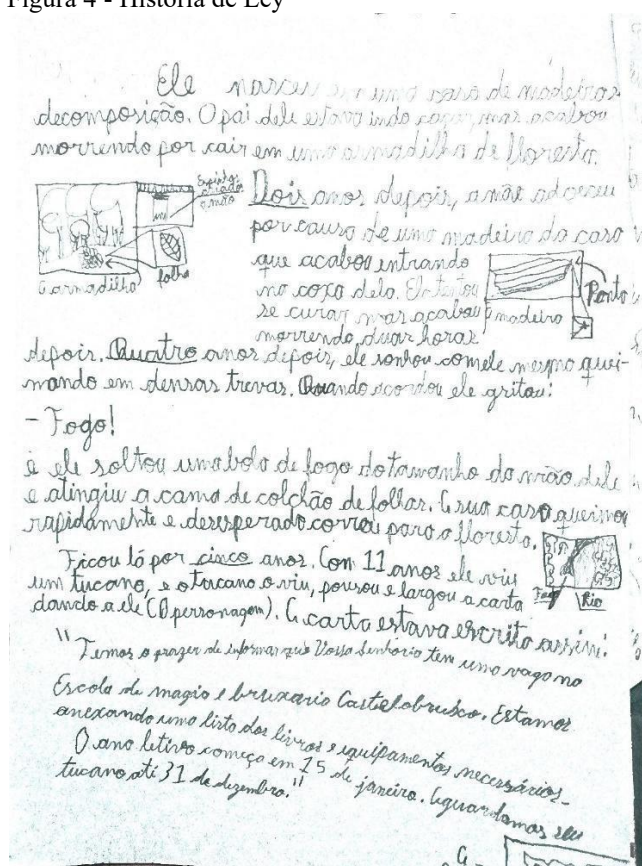 Figura 4 - História de Ley
Ele nasceu em uma casa de madeiras
decomposição. O pai dele estava indo caçar, mas acabou
morrendo por cair em uma armadilha de floresta.
Dois anos depois, a mãe adoeceu
por causa de uma madeira da casa
que acabou entrando
na coxa dela. Ela tentou
se curar mas acabou
morrendo, duas horas
Espinhos
a mão
folha
A armadilha
Ponta
madeira
depois. Quatro anos depois, ele sonhou com ele mesmo quei-
mando em densas trevas. Quando acordou ele gritou:
- Fogo!
e ele soltou uma bola de fogo do tamanho da mão dele
e atingiu a cama de colchão de folhas. A sua casa queimou
rapidamente e desesperado correu para a floresta.
Ficou lá por cinco anos. Com 11 anos ele viu
um tucano, e o tucano o viu, pousou e largou a carta
dando a ele (O personagem). A carta estava escrita assim:
Rio
"Temos o prazer de informar que Vossa Senhoria tem uma vaga na
Escola de magia e bruxaria Castelobruxo. Estamos
anexando uma lista dos livros e equipamentos necessários.
O ano letivo começa em 15 de janeiro. Aguardamos seu
tucano até 31 de dezembro."